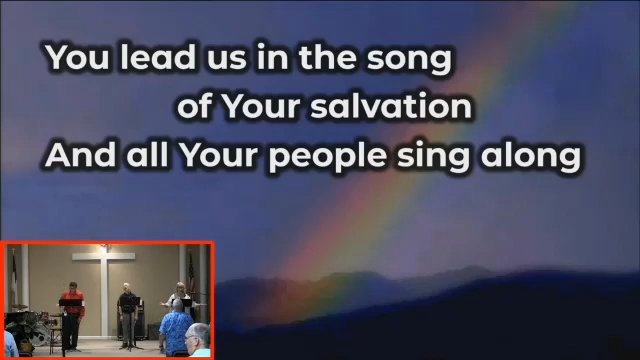 You lead us in the song
of Your salvation
And all Your people sing along